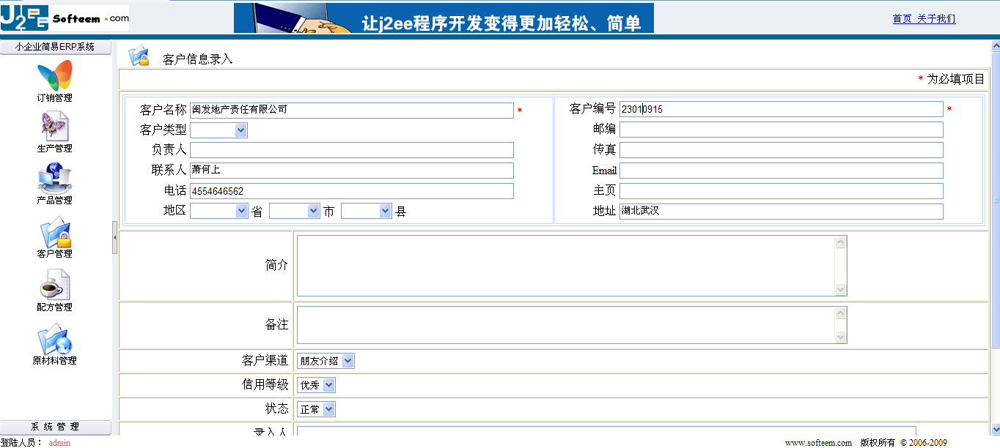 J2EE Softeem .com
让j2ee程序开发变得更加轻松、简单
首页 关于我们
小企业简易ERP系统
订销管理
生产管理
产品管理
客户管理
配方管理
原材料管理
系 统 管 理
登陆人员： admin
客户信息录入
* 为必填项目
客户名称 闽发地产责任有限公司 *
客户编号 23010915 *
客户类型
邮编
负责人
传真
联系人 萧何上
Email
电话 4554646562
主页
地区 省 市 县
地址 湖北武汉
简介
备注
客户渠道 朋友介绍
信用等级 优秀
状态 正常
录入人
www.softeem.com 版权所有 © 2006-2009